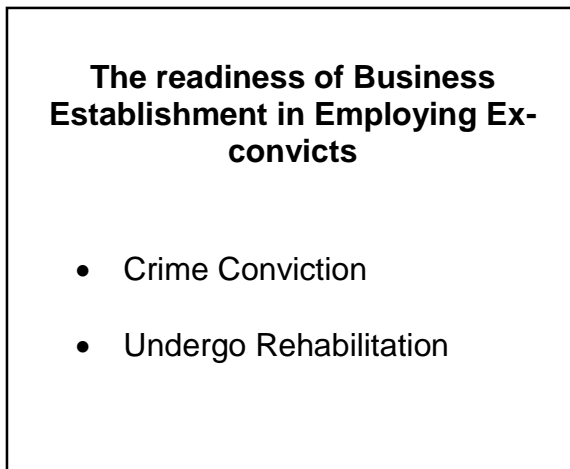 The readiness of Business
Establishment in Employing Ex-
convicts
• Crime Conviction
• Undergo Rehabilitation